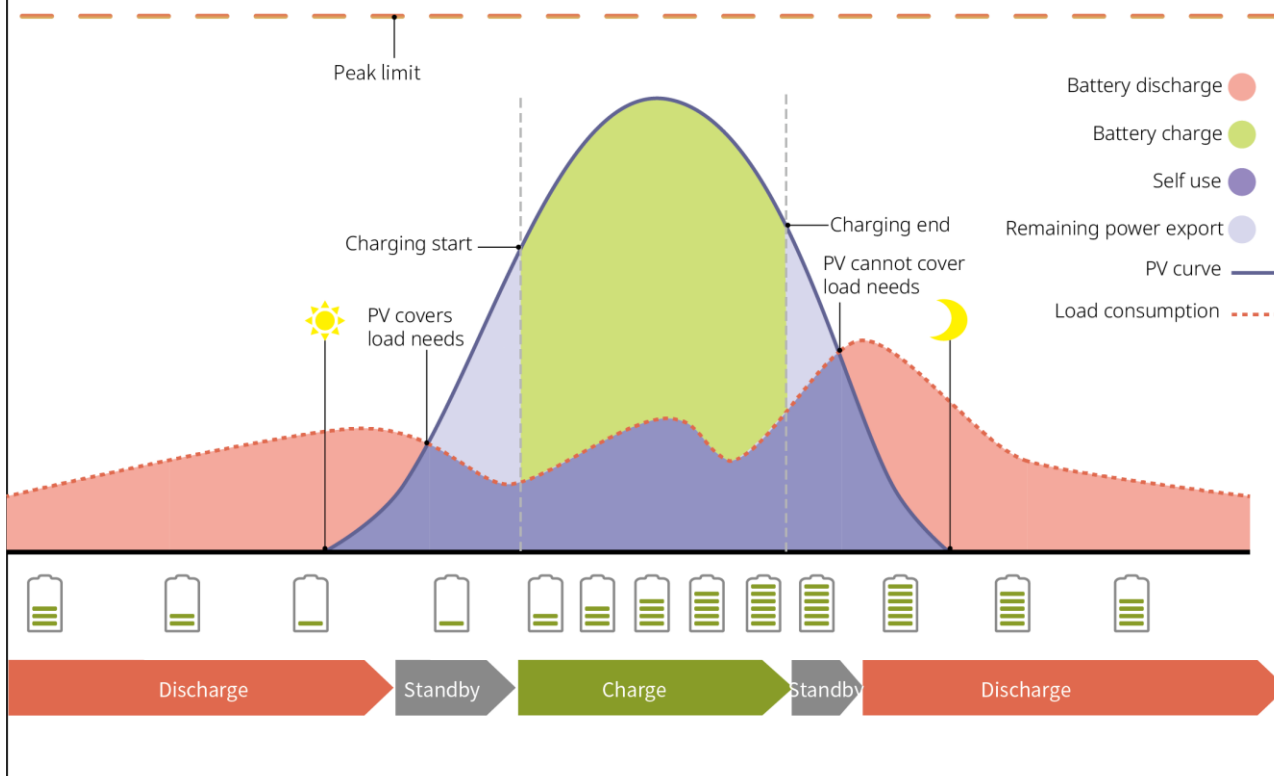 Peak limit
Battery discharge
Battery charge
Self use
Remaining power export
PV curve
Load consumption
Charging start
Charging end
PV cannot cover
load needs
PV covers
load needs
Discharge
Standby
Charge
Standby
Discharge